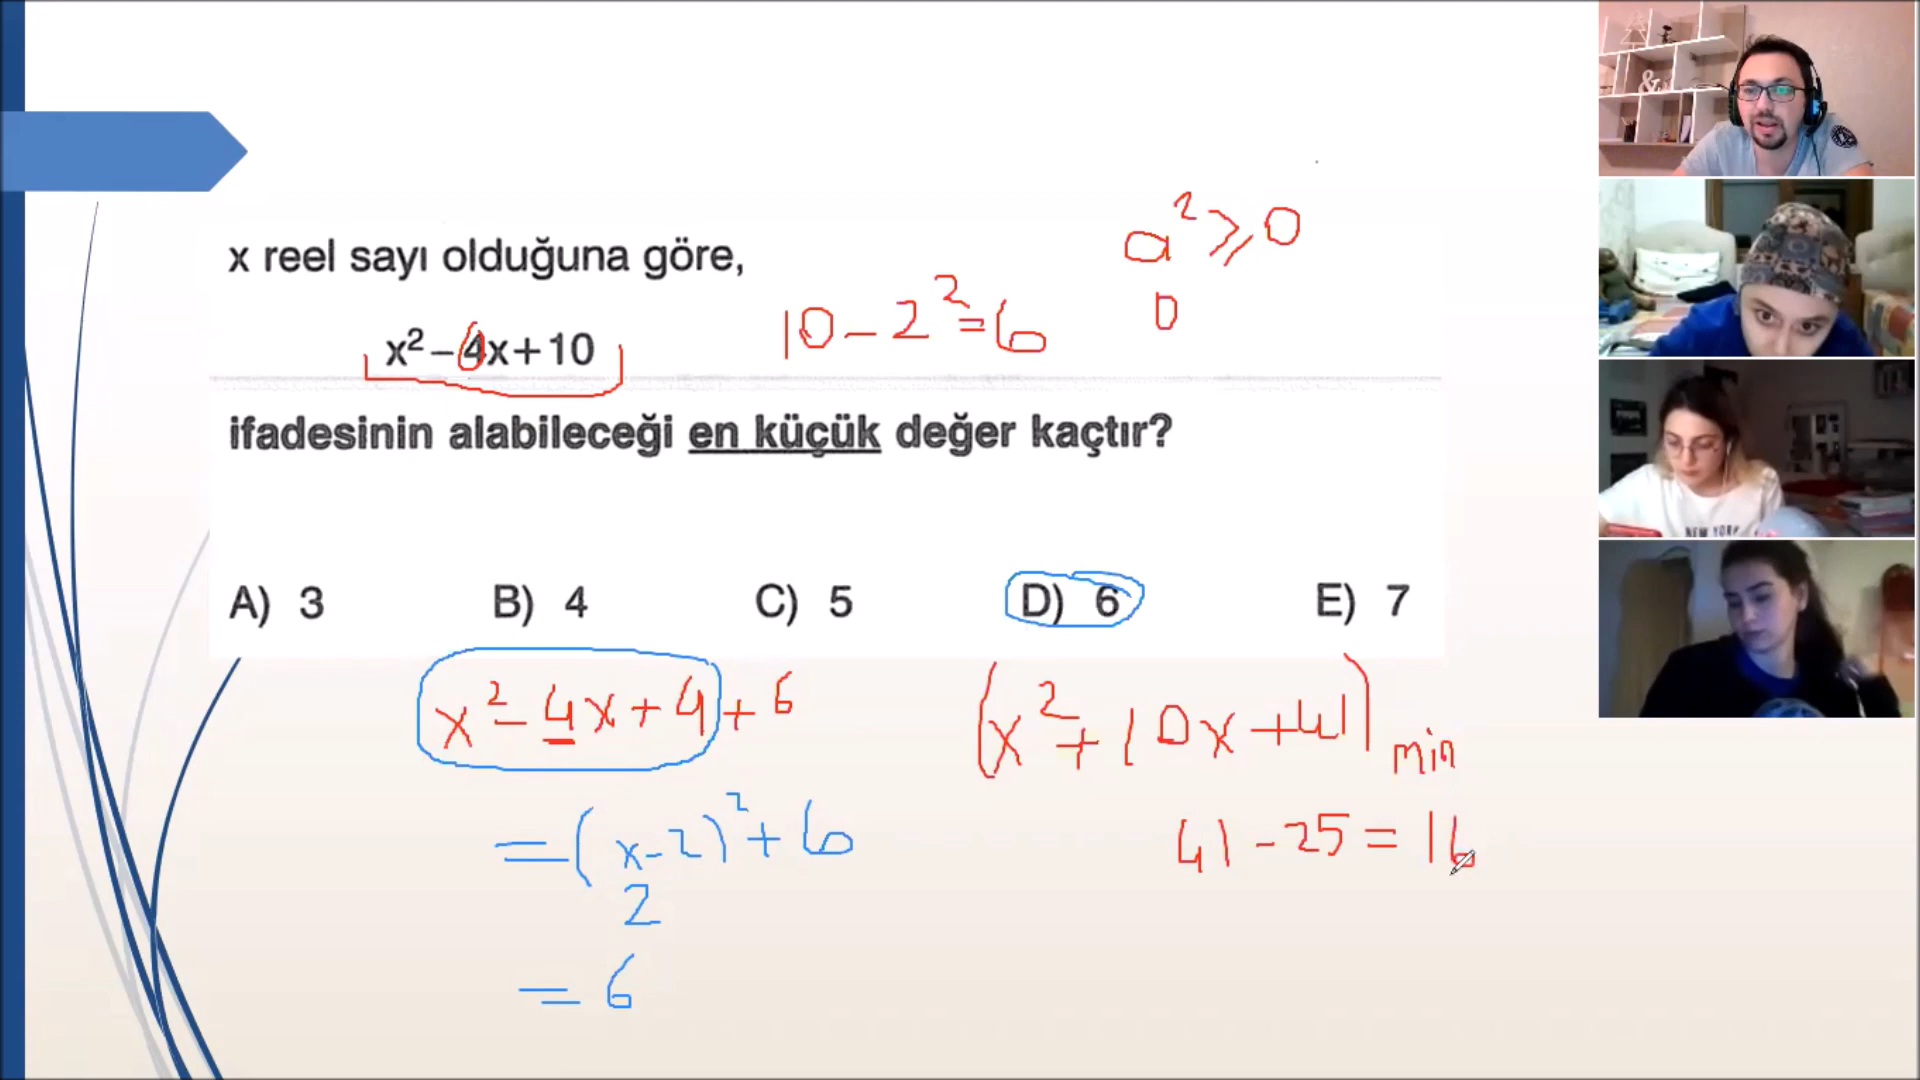 x reel sayı olduğuna göre,
x² – 4x + 10
10 – 2² = 6
a² ⩾ 0
0
ifadesinin alabileceği en küçük değer kaçtır?
A) 3 B) 4 C) 5 D) 6 E) 7
x² – 4x + 4 + 6
= (x – 2)² + 6
2
= 6
(x² + 10x + 41) min
41 – 25 = 16
NEW YORK
&